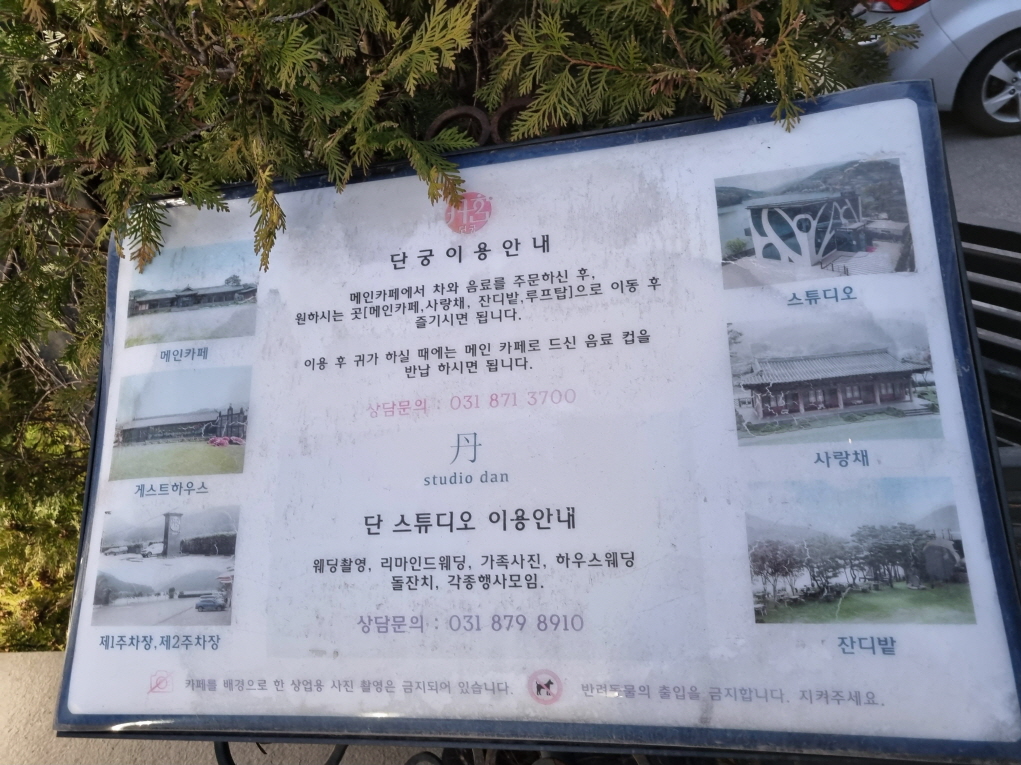 단궁이용안내
메인카페에서 차와 음료를 주문하신 후,
원하시는 곳[메인카페,사랑채, 잔디밭,루프탑]으로 이동 후
즐기시면 됩니다.
이용 후 귀가 하실 때에는 메인 카페로 드신 음료 컵을
반납 하시면 됩니다.
상담문의 : 031 871 3700
丹
studio dan
단 스튜디오 이용안내
웨딩촬영, 리마인드웨딩, 가족사진, 하우스웨딩
돌잔치, 각종행사모임.
상담문의 : 031 879 8910
메인카페
게스트하우스
제1주차장,제2주차장
스튜디오
사랑채
잔디밭
카페를 배경으로 한 상업용 사진 촬영은 금지되어 있습니다.
반려동물의 출입을 금지합니다. 지켜주세요.